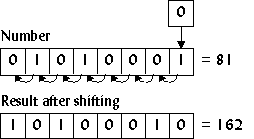 0
Number
0 1 0 1 0 0 0 1 = 81
Result after shifting
1 0 1 0 0 0 1 0 = 162